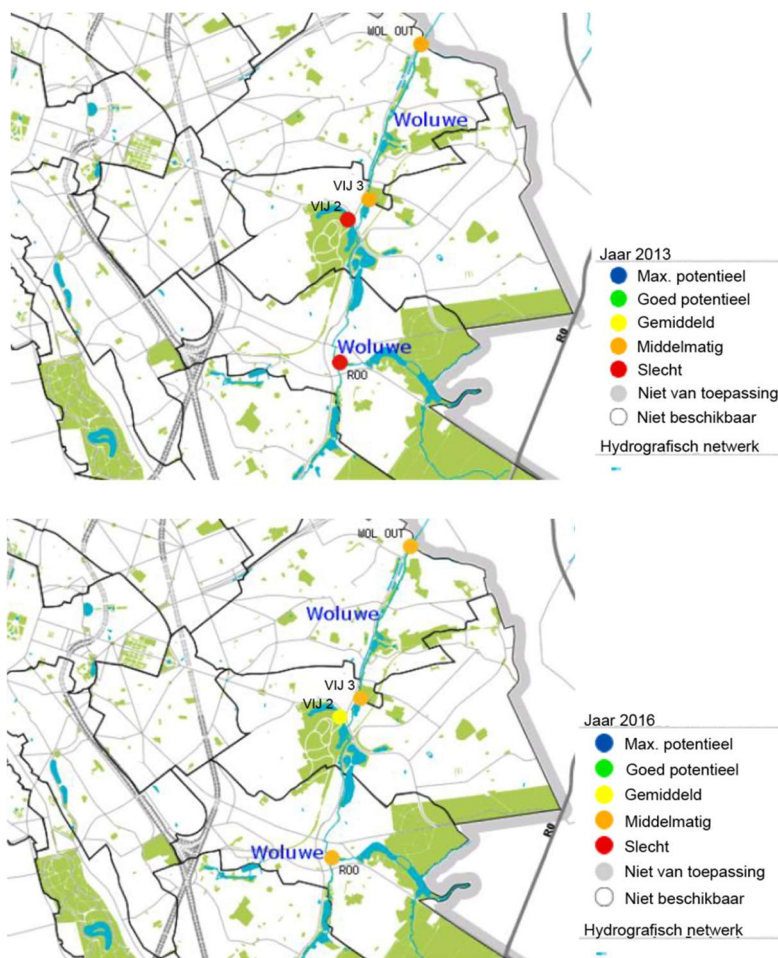 WOL OUT
Woluwe
VIJ 3
VIJ 2
Woluwe
ROO
R0
Jaar 2013
Max. potentieel
Goed potentieel
Gemiddeld
Middelmatig
Slecht
Niet van toepassing
Niet beschikbaar
Hydrografisch netwerk
WOL OUT
Woluwe
VIJ 3
VIJ 2
Woluwe
ROO
R0
Jaar 2016
Max. potentieel
Goed potentieel
Gemiddeld
Middelmatig
Slecht
Niet van toepassing
Niet beschikbaar
Hydrografisch netwerk